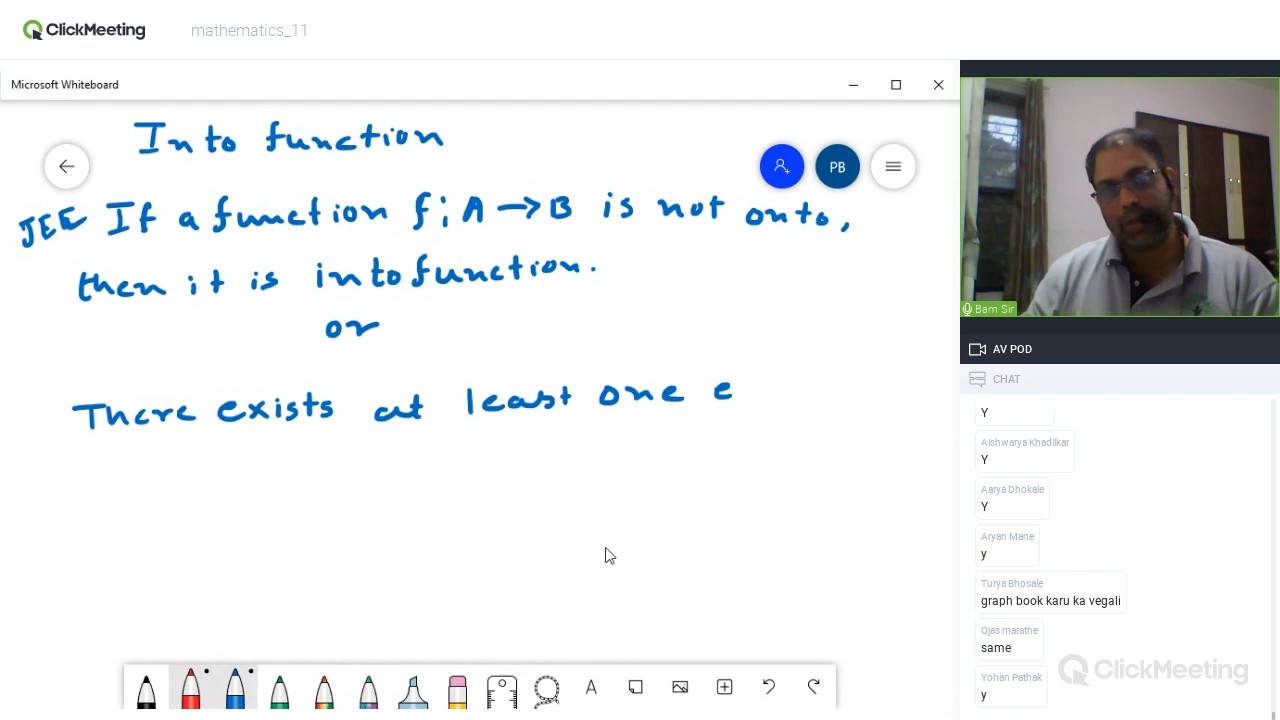 ClickMeeting
mathematics_11
Microsoft Whiteboard
Into function
PB
JEE If a function f: A → B is not onto,
then it is into function.
or
There exists at least one e
A
Bam Sir
AV POD
CHAT
Y
Aishwarya Khadilkar
Y
Aarya Dhokale
Y
Aryan Mane
y
Turya Bhosale
graph book karu ka vegali
Ojas marathe
same
Yohan Pathak
y
ClickMeeting